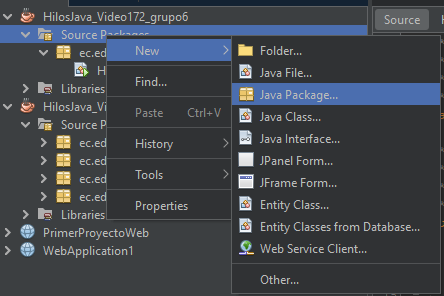 HilosJava_Video172_grupo6
Source
Source Packages
ec.ed
New
Folder...
H
Java File...
Libraries
Find...
Java Package...
HilosJava_Vi
Paste
Ctrl+V
Java Class...
Source P
Java Interface...
ec.ed
History
JPanel Form...
ec.ed
Tools
JFrame Form...
ec.ed
Entity Class...
ec.ed
Properties
Libraries
Entity Classes from Database...
PrimerProyectoWeb
Web Service Client...
WebApplication1
Other...